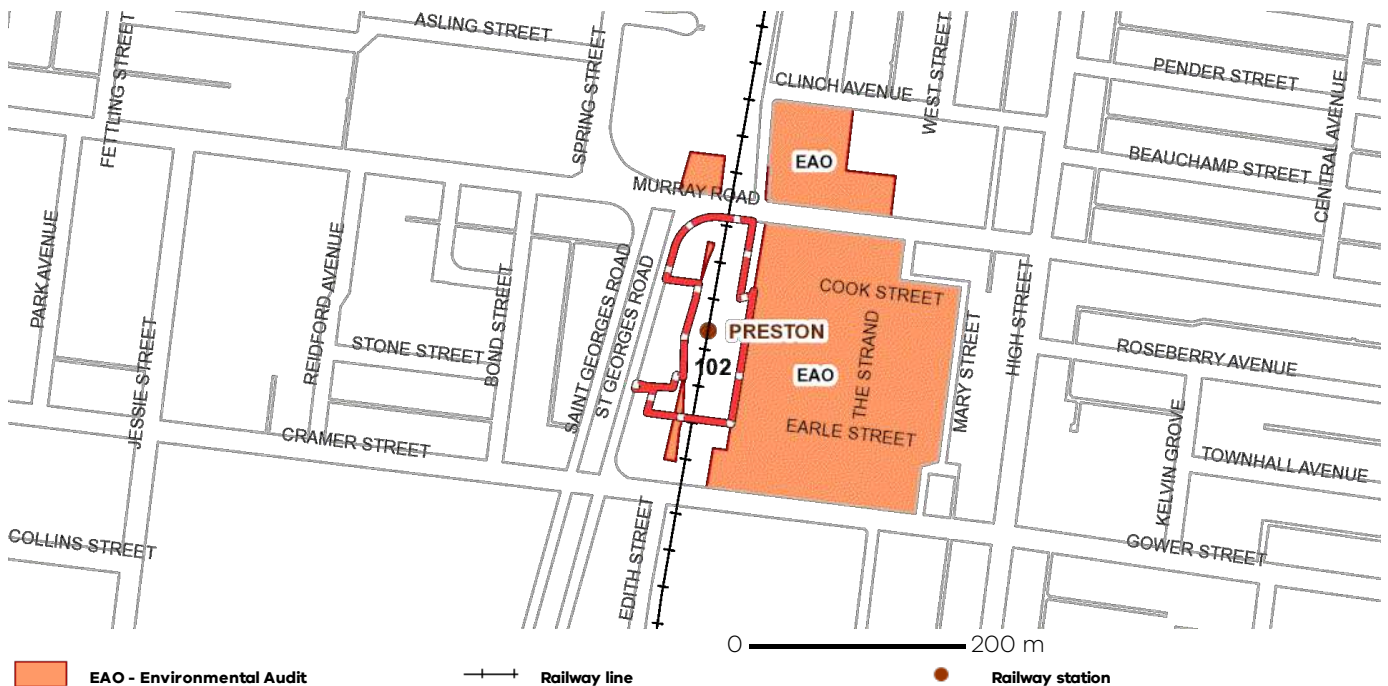 ASLING STREET
FETTLING STREET
SPRING STREET
CLINCH AVENUE
WEST STREET
PENDER STREET
CENTRAL AVENUE
EAO
BEAUCHAMP STREET
MURRAY ROAD
PARK AVENUE
REIDFORD AVENUE
BOND STREET
SAINT GEORGES ROAD
ST GEORGES ROAD
COOK STREET
HIGH STREET
PRESTON
THE STRAND
MARY STREET
JESSIE STREET
STONE STREET
102
EAO
ROSEBERRY AVENUE
EARLE STREET
CRAMER STREET
KELVIN GROVE
TOWNHALL AVENUE
COLLINS STREET
EDITH STREET
GOWER STREET
0 200 m
EAO - Environmental Audit
Railway line
Railway station